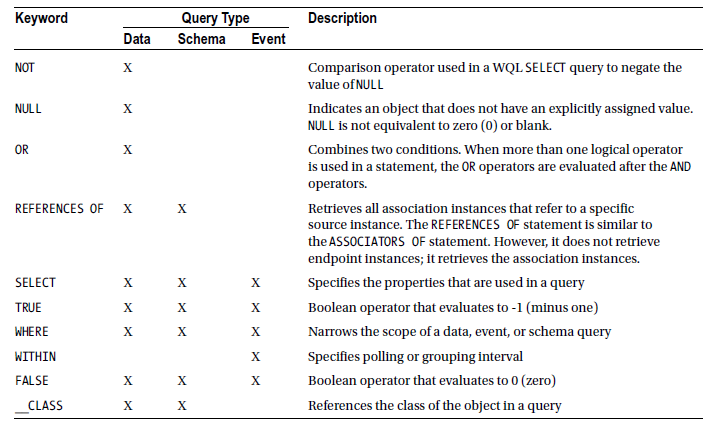 Keyword Query Type Description
Data Schema Event
NOT X Comparison operator used in a WQL SELECT query to negate the
value of NULL
NULL X Indicates an object that does not have an explicitly assigned value.
NULL is not equivalent to zero (0) or blank.
OR X Combines two conditions. When more than one logical operator
is used in a statement, the OR operators are evaluated after the AND
operators.
REFERENCES OF X X Retrieves all association instances that refer to a specific
source instance. The REFERENCES OF statement is similar to
the ASSOCIATORS OF statement. However, it does not retrieve
endpoint instances; it retrieves the association instances.
SELECT X X X Specifies the properties that are used in a query
TRUE X X X Boolean operator that evaluates to -1 (minus one)
WHERE X X X Narrows the scope of a data, event, or schema query
WITHIN X Specifies polling or grouping interval
FALSE X X X Boolean operator that evaluates to 0 (zero)
__CLASS X X References the class of the object in a query